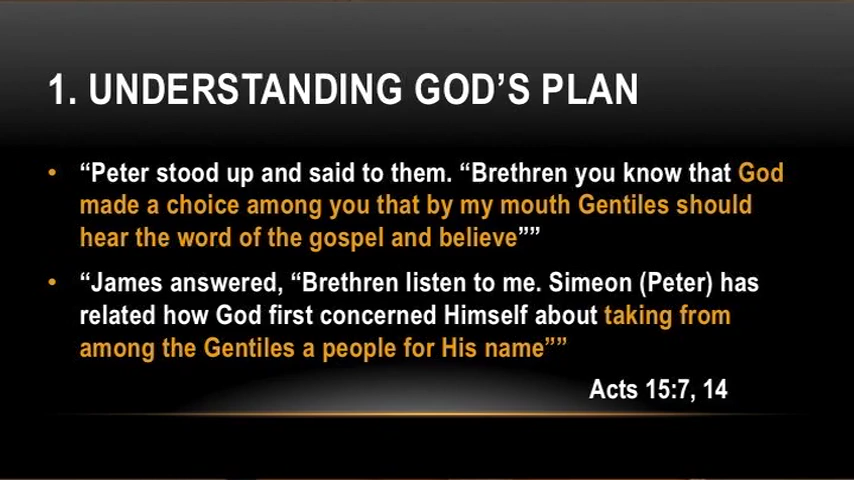 1. UNDERSTANDING GOD’S PLAN
• “Peter stood up and said to them. “Brethren you know that God
made a choice among you that by my mouth Gentiles should
hear the word of the gospel and believe””
• “James answered, “Brethren listen to me. Simeon (Peter) has
related how God first concerned Himself about taking from
among the Gentiles a people for His name””
Acts 15:7, 14